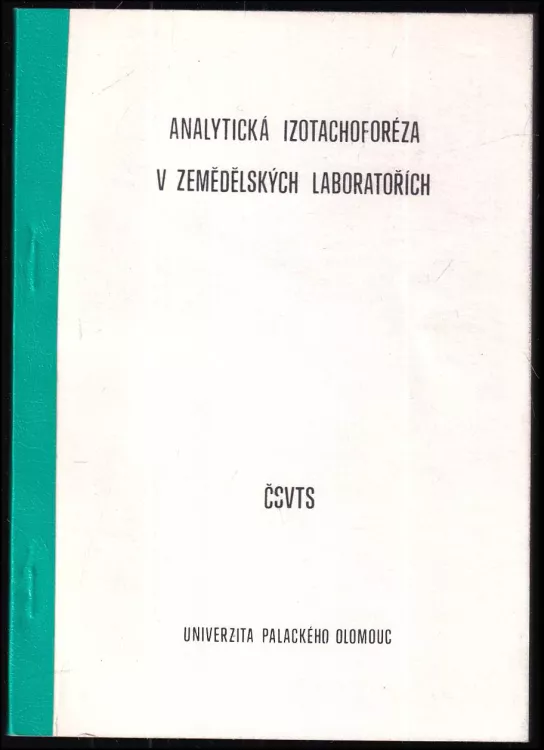 ANALYTICKÁ IZOTACHOFORÉZA
V ZEMĚDĚLSKÝCH LABORATOŘÍCH
ČSVTS
UNIVERZITA PALACKÉHO OLOMOUC